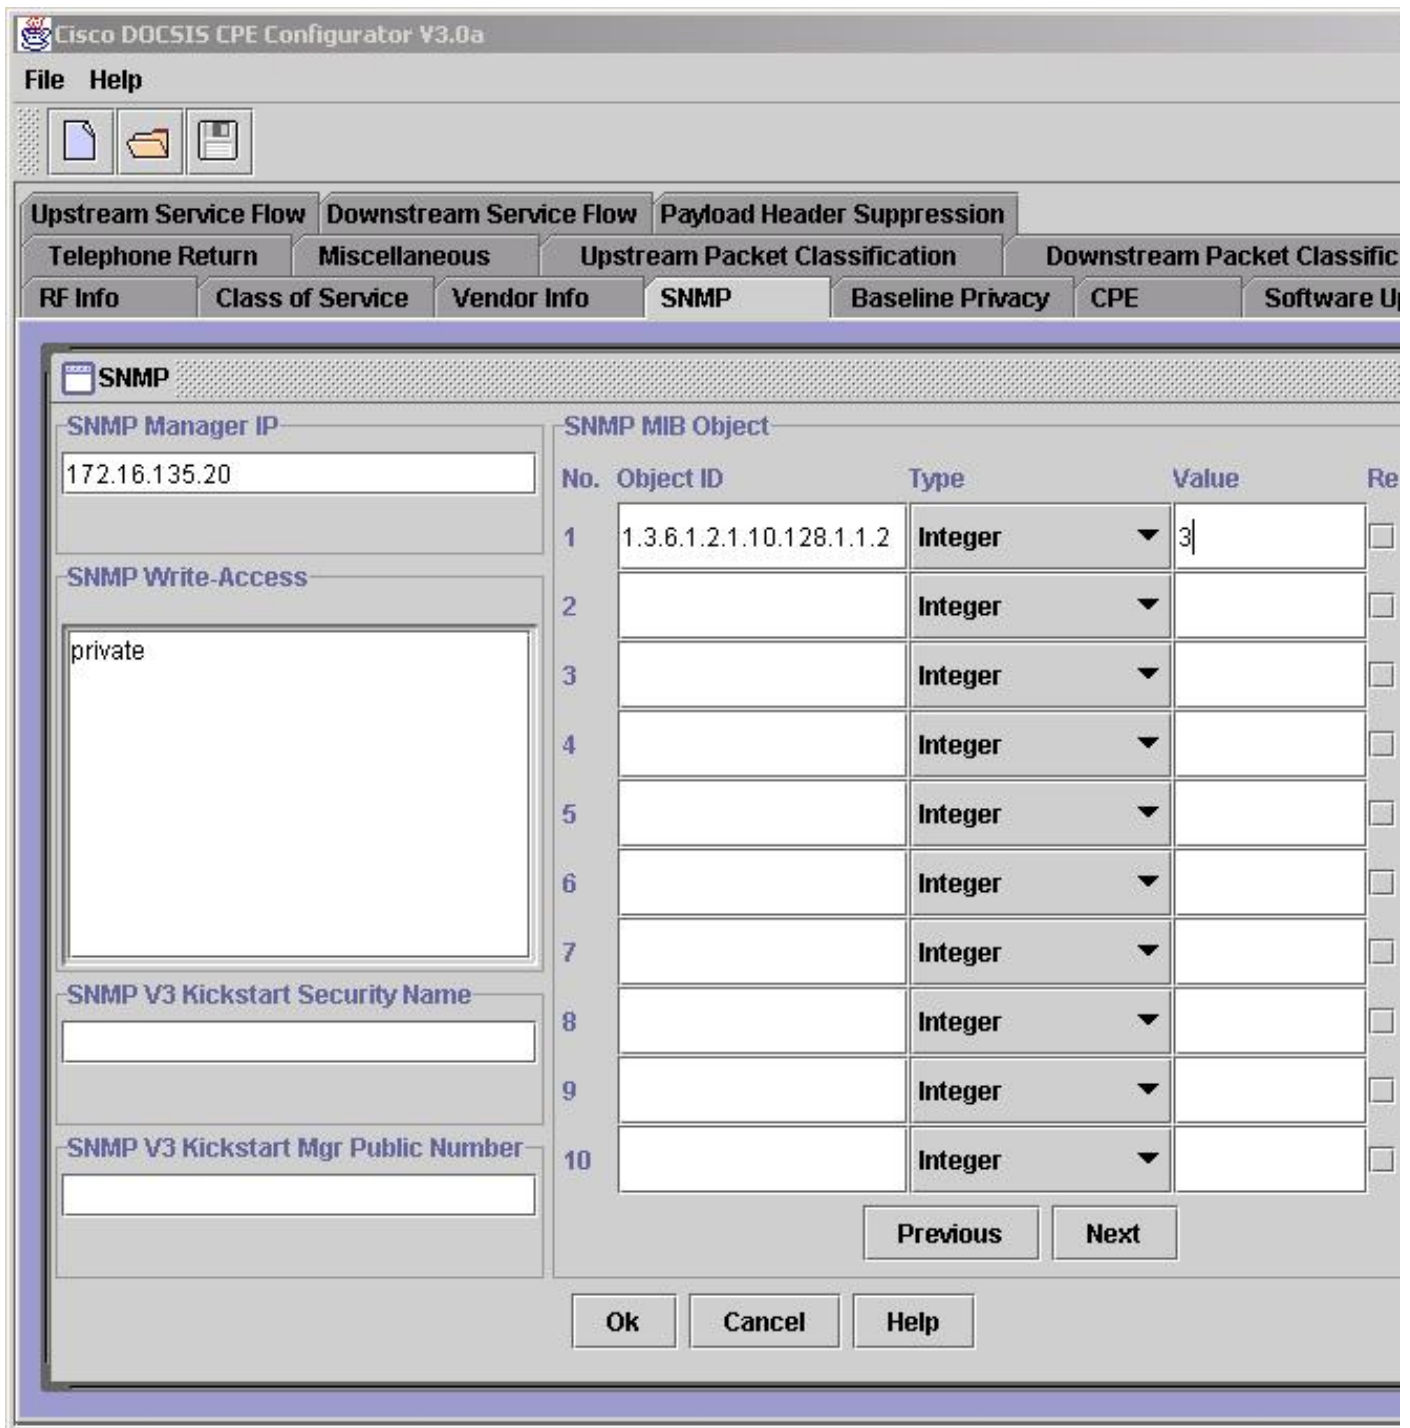 Cisco DOCSIS CPE Configurator V3.0a
File Help
Upstream Service Flow Downstream Service Flow Payload Header Suppression
Telephone Return Miscellaneous Upstream Packet Classification Downstream Packet Classific
RF Info Class of Service Vendor Info SNMP Baseline Privacy CPE Software U
SNMP
SNMP Manager IP
172.16.135.20
SNMP Write-Access
private
SNMP V3 Kickstart Security Name
SNMP V3 Kickstart Mgr Public Number
SNMP MIB Object
No. Object ID Type Value Re
1 1.3.6.1.2.1.10.128.1.1.2 Integer 3
2 Integer
3 Integer
4 Integer
5 Integer
6 Integer
7 Integer
8 Integer
9 Integer
10 Integer
Previous Next
Ok Cancel Help